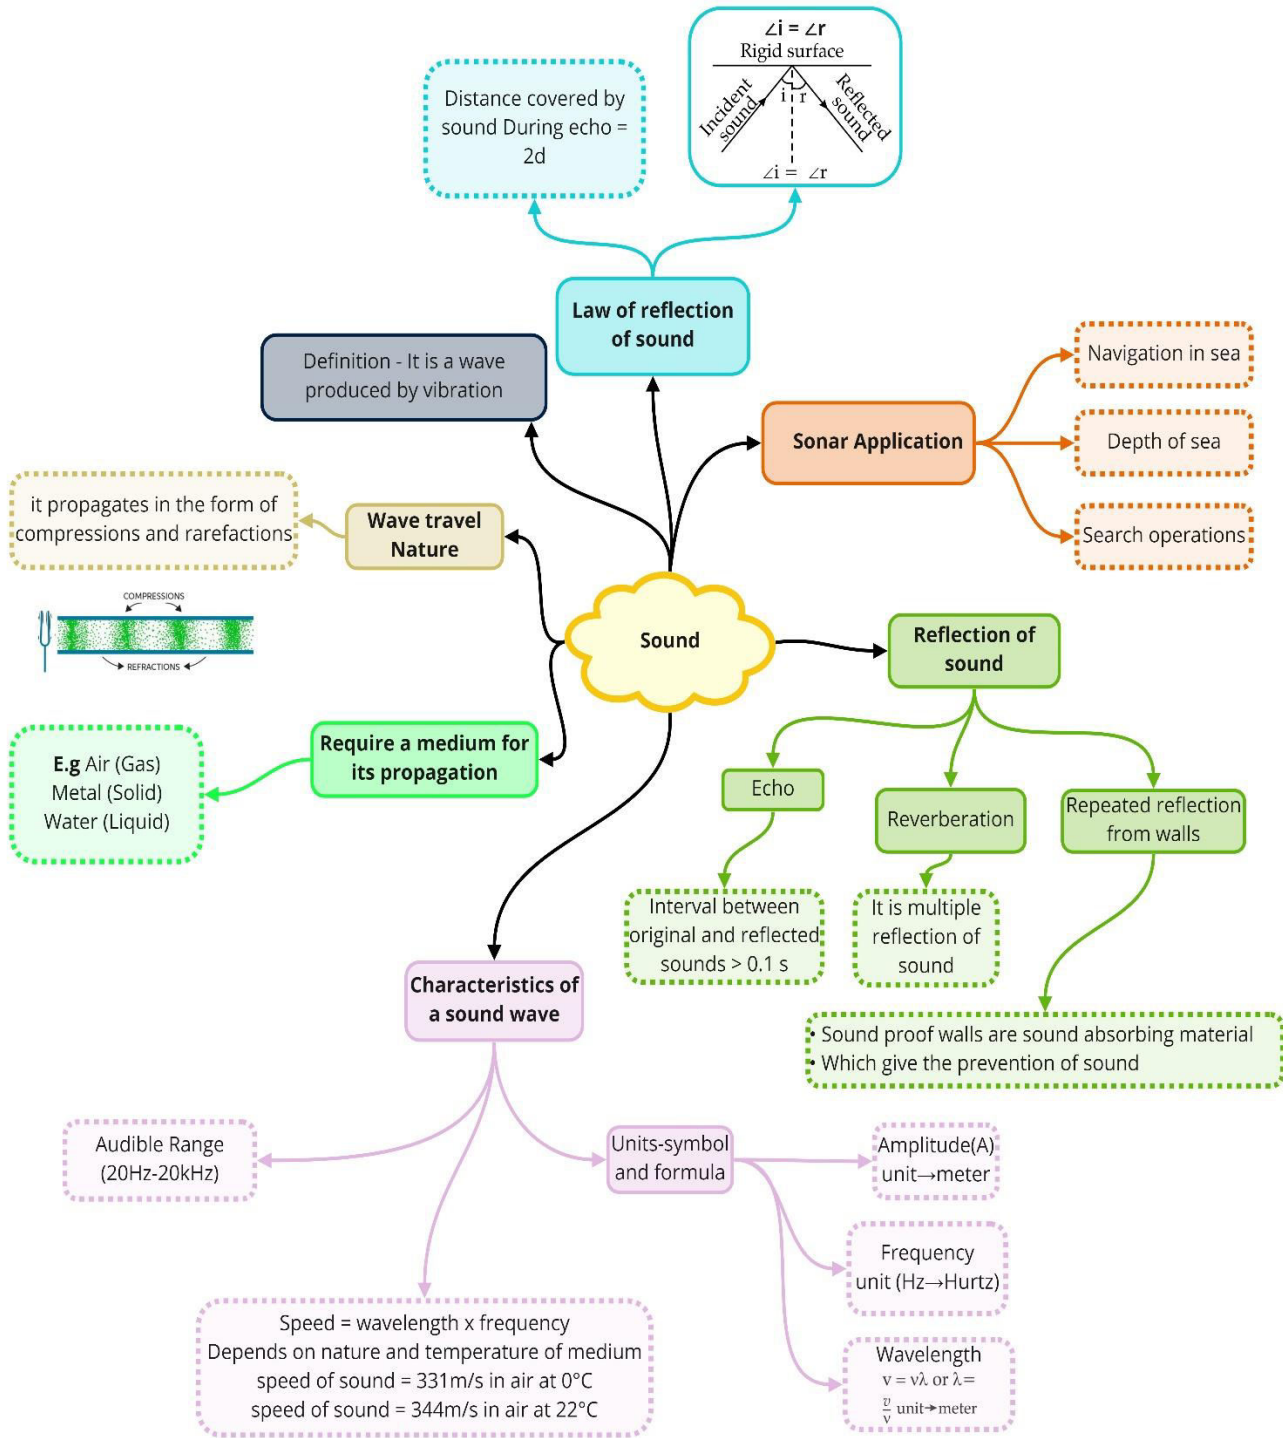 ∠i = ∠r
Rigid surface
Incident
sound
i r
Reflected
sound
∠i = ∠r
Distance covered by
sound During echo =
2d
Law of reflection
of sound
Definition - It is a wave
produced by vibration
Navigation in sea
Sonar Application
Depth of sea
Search operations
it propagates in the form of
compressions and rarefactions
Wave travel
Nature
COMPRESSIONS
REFRACTIONS
Sound
Reflection of
sound
Require a medium for
its propagation
E.g Air (Gas)
Metal (Solid)
Water (Liquid)
Echo
Reverberation
Repeated reflection
from walls
Interval between
original and reflected
sounds > 0.1 s
It is multiple
reflection of
sound
• Sound proof walls are sound absorbing material
• Which give the prevention of sound
Characteristics of
a sound wave
Audible Range
(20Hz-20kHz)
Units-symbol
and formula
Amplitude(A)
unit→meter
Frequency
unit (Hz→Hurtz)
Speed = wavelength x frequency
Depends on nature and temperature of medium
speed of sound = 331m/s in air at 0°C
speed of sound = 344m/s in air at 22°C
Wavelength
v = νλ or λ=
v/ν unit→meter